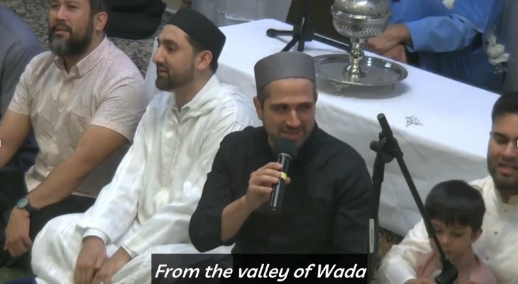 From the valley of Wada